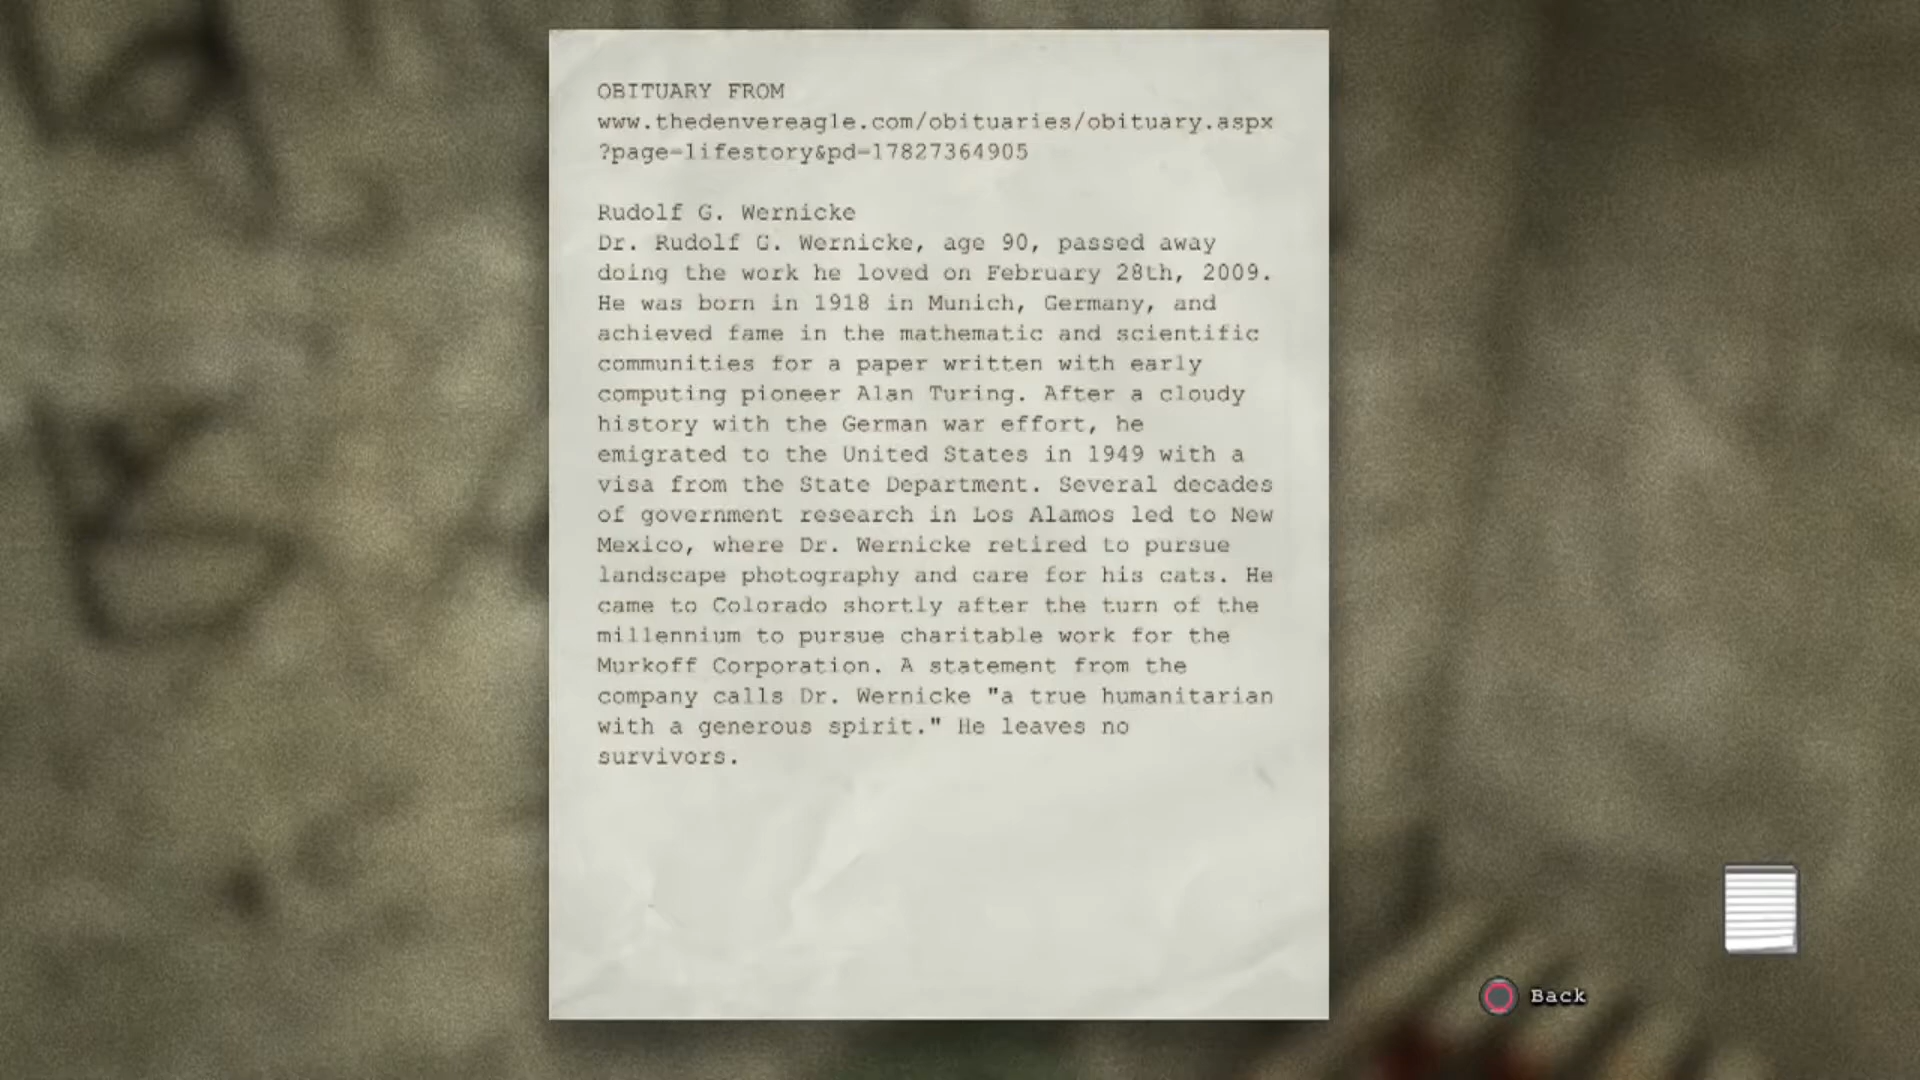 OBITUARY FROM
www.thedenvereagle.com/obituaries/obituary.aspx
?page=lifestory&pd=17827364905
Rudolf G. Wernicke
Dr. Rudolf G. Wernicke, age 90, passed away
doing the work he loved on February 28th, 2009.
He was born in 1918 in Munich, Germany, and
achieved fame in the mathematic and scientific
communities for a paper written with early
computing pioneer Alan Turing. After a cloudy
history with the German war effort, he
emigrated to the United States in 1949 with a
visa from the State Department. Several decades
of government research in Los Alamos led to New
Mexico, where Dr. Wernicke retired to pursue
landscape photography and care for his cats. He
came to Colorado shortly after the turn of the
millennium to pursue charitable work for the
Murkoff Corporation. A statement from the
company calls Dr. Wernicke "a true humanitarian
with a generous spirit." He leaves no
survivors.
Back